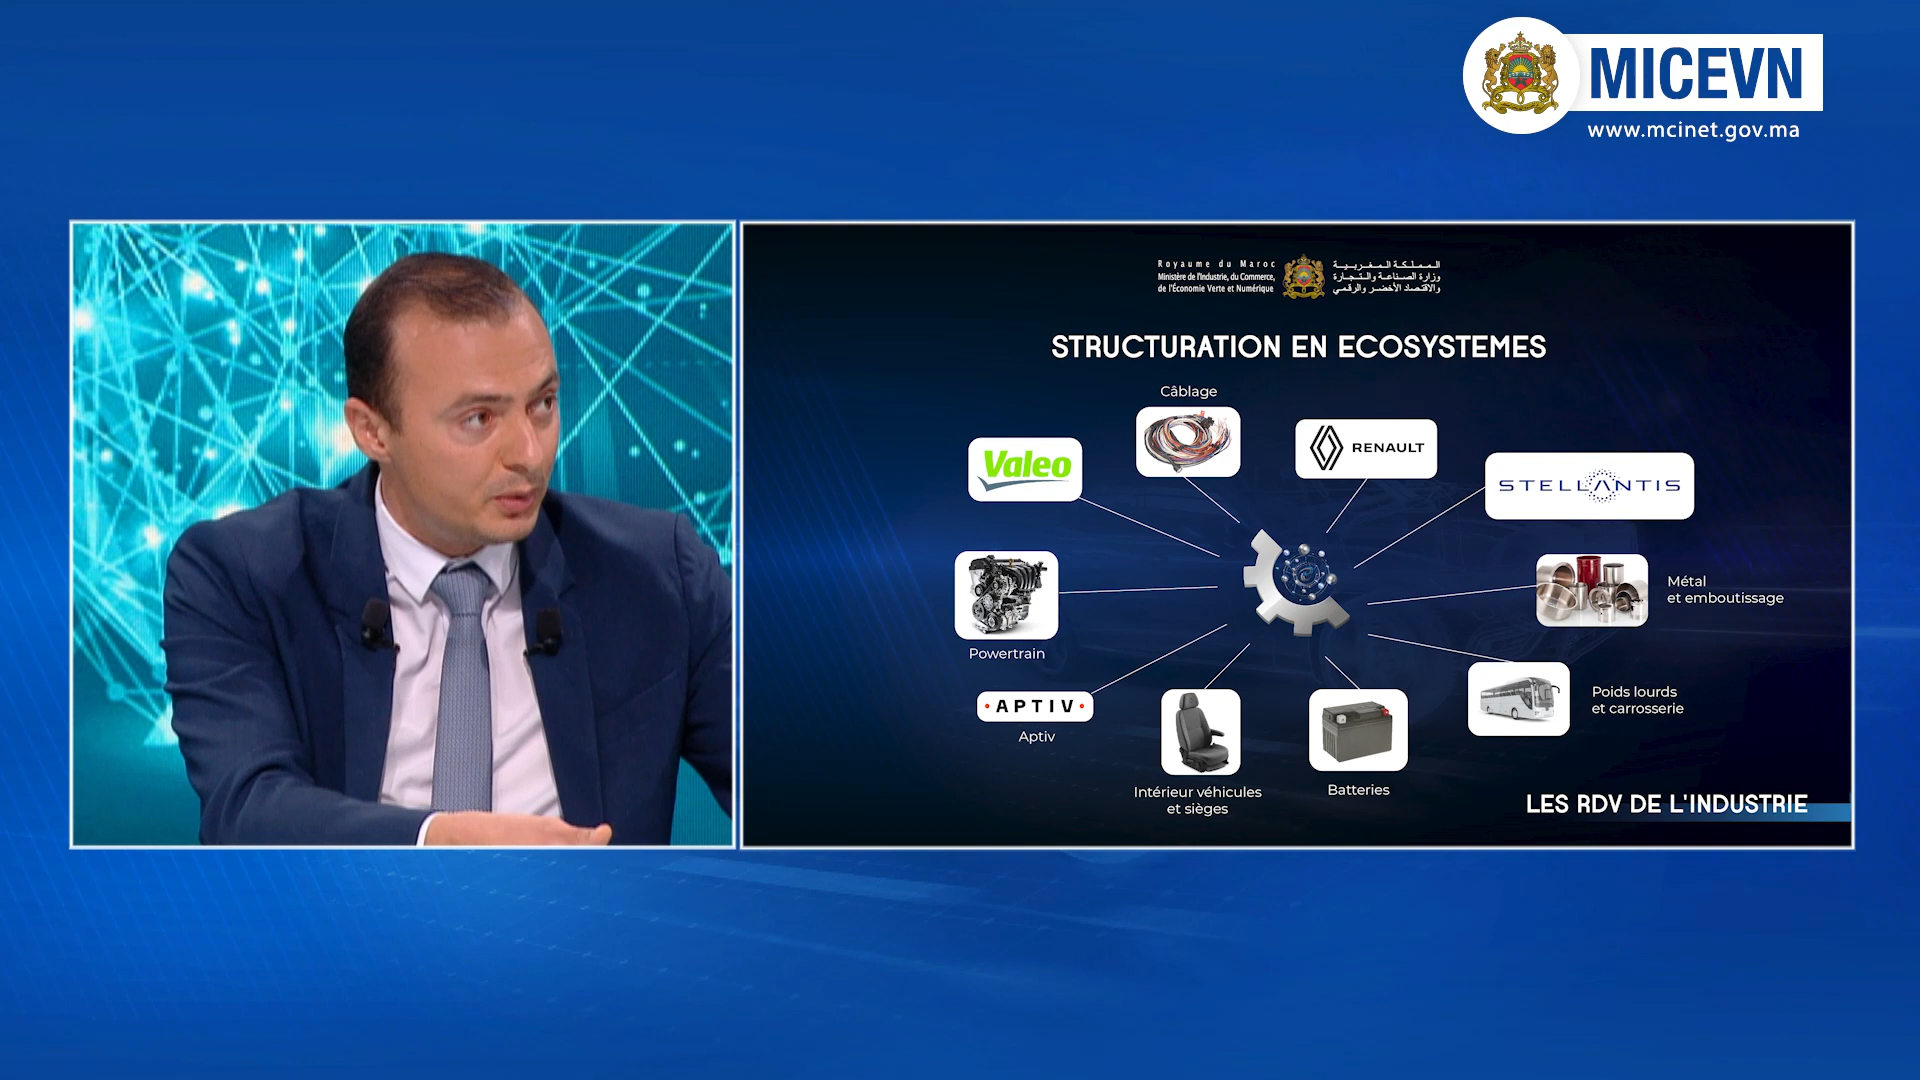 MICEVN
www.mcinet.gov.ma
Royaume du Maroc
Ministère de l'Industrie, du Commerce,
de l'Économie Verte et Numérique
المملكة المغربية
وزارة الصناعة والتجارة
والاقتصاد الأخضر والرقمي
STRUCTURATION EN ECOSYSTEMES
Câblage
Valeo
RENAULT
STELLANTIS
Métal
et emboutissage
Powertrain
Poids lourds
et carrosserie
APTIV
Aptiv
Intérieur véhicules
et sièges
Batteries
LES RDV DE L'INDUSTRIE